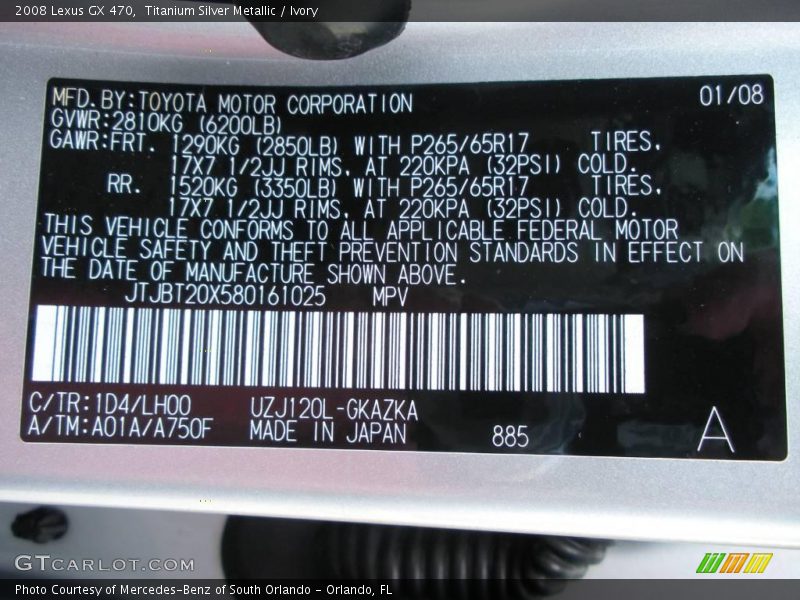 2008 Lexus GX 470, Titanium Silver Metallic / Ivory
MFD.BY:TOYOTA MOTOR CORPORATION 01/08
GVWR:2810KG (6200LB)
GAWR:FRT. 1290KG (2850LB) WITH P265/65R17 TIRES,
17X7 1/2JJ RIMS, AT 220KPA (32PSI) COLD.
RR. 1520KG (3350LB) WITH P265/65R17 TIRES,
17X7 1/2JJ RIMS, AT 220KPA (32PSI) COLD.
THIS VEHICLE CONFORMS TO ALL APPLICABLE FEDERAL MOTOR
VEHICLE SAFETY AND THEFT PREVENTION STANDARDS IN EFFECT ON
THE DATE OF MANUFACTURE SHOWN ABOVE.
JTJBT20X580161025 MPV
C/TR:1D4/LH00 UZJ120L-GKAZKA
A/TM:A01A/A750F MADE IN JAPAN 885 A
GTCARLOT.COM
Photo Courtesy of Mercedes-Benz of South Orlando - Orlando, FL